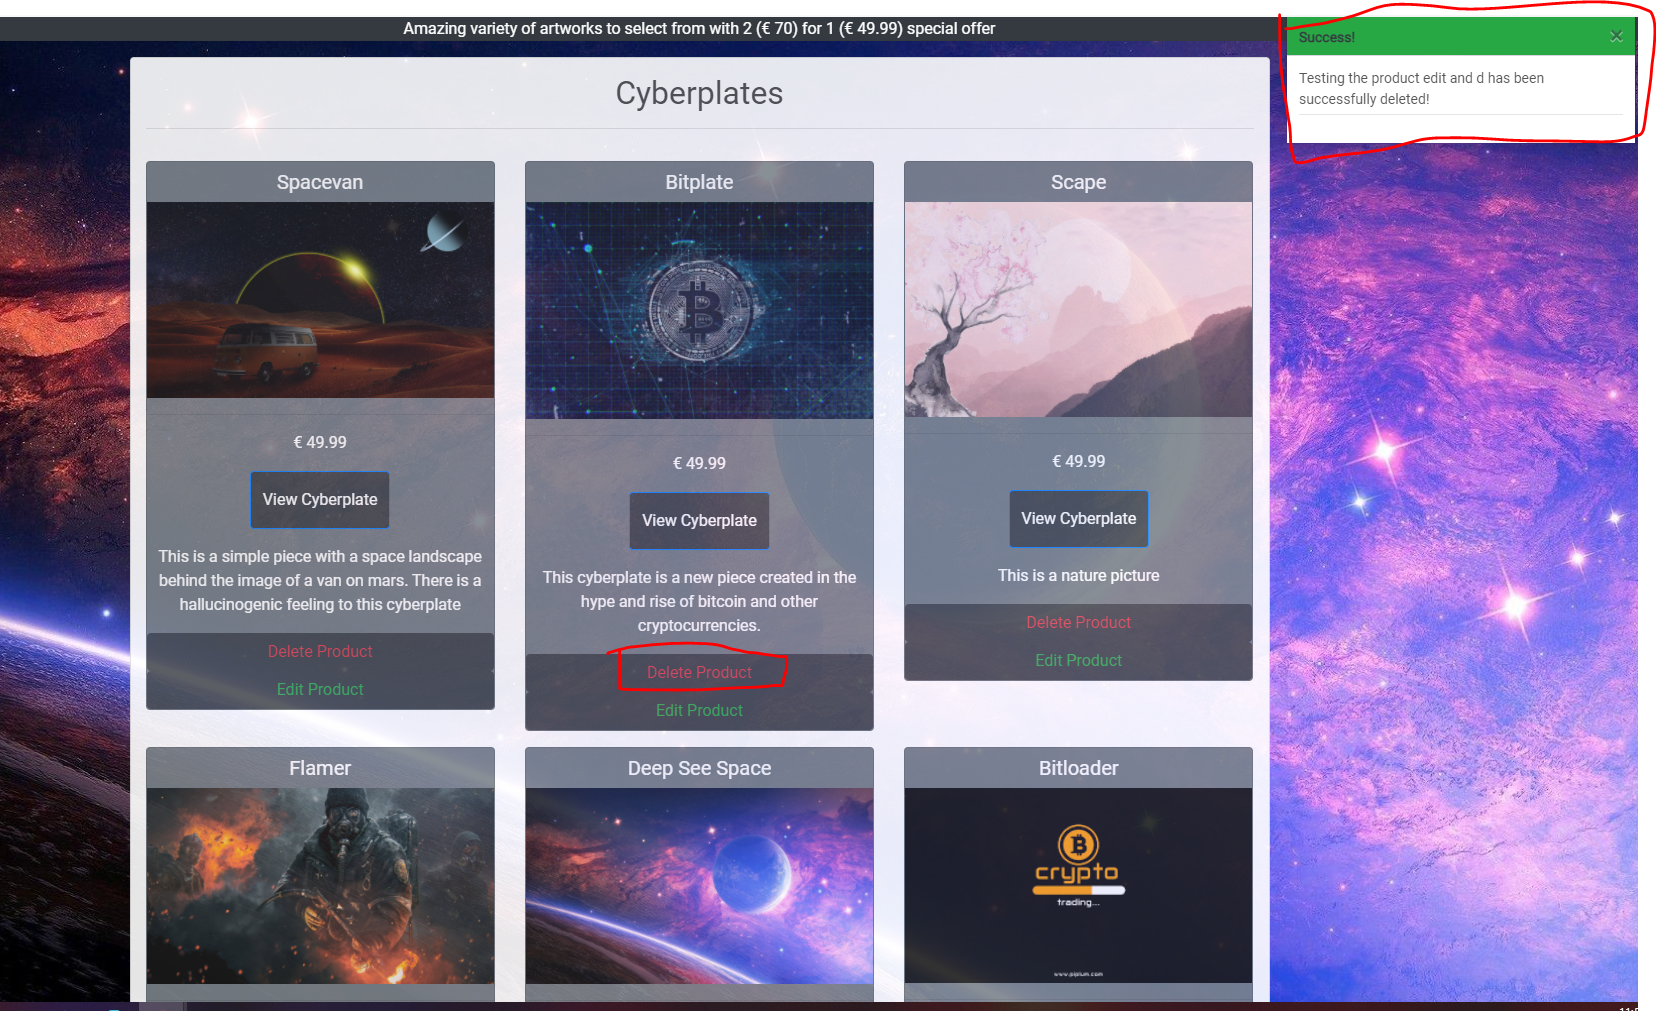 Amazing variety of artworks to select from with 2 (€ 70) for 1 (€ 49.99) special offer
Success!
×
Testing the product edit and d has been
successfully deleted!
Cyberplates
Spacevan
€ 49.99
View Cyberplate
This is a simple piece with a space landscape
behind the image of a van on mars. There is a
hallucinogenic feeling to this cyberplate
Delete Product
Edit Product
Bitplate
€ 49.99
View Cyberplate
This cyberplate is a new piece created in the
hype and rise of bitcoin and other
cryptocurrencies.
Delete Product
Edit Product
Scape
€ 49.99
View Cyberplate
This is a nature picture
Delete Product
Edit Product
Flamer
Deep See Space
Bitloader
crypto
trading...
www.piplum.com